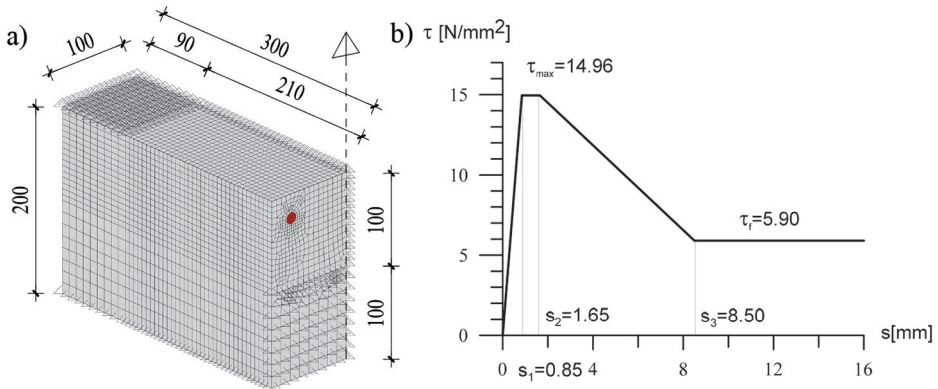 a)
100
90
300
210
200
100
100
b) τ [N/mm²]
τmax=14.96
15
10
5
0
τf=5.90
s2=1.65
s3=8.50
s[mm]
0
s1=0.85
4
8
12
16